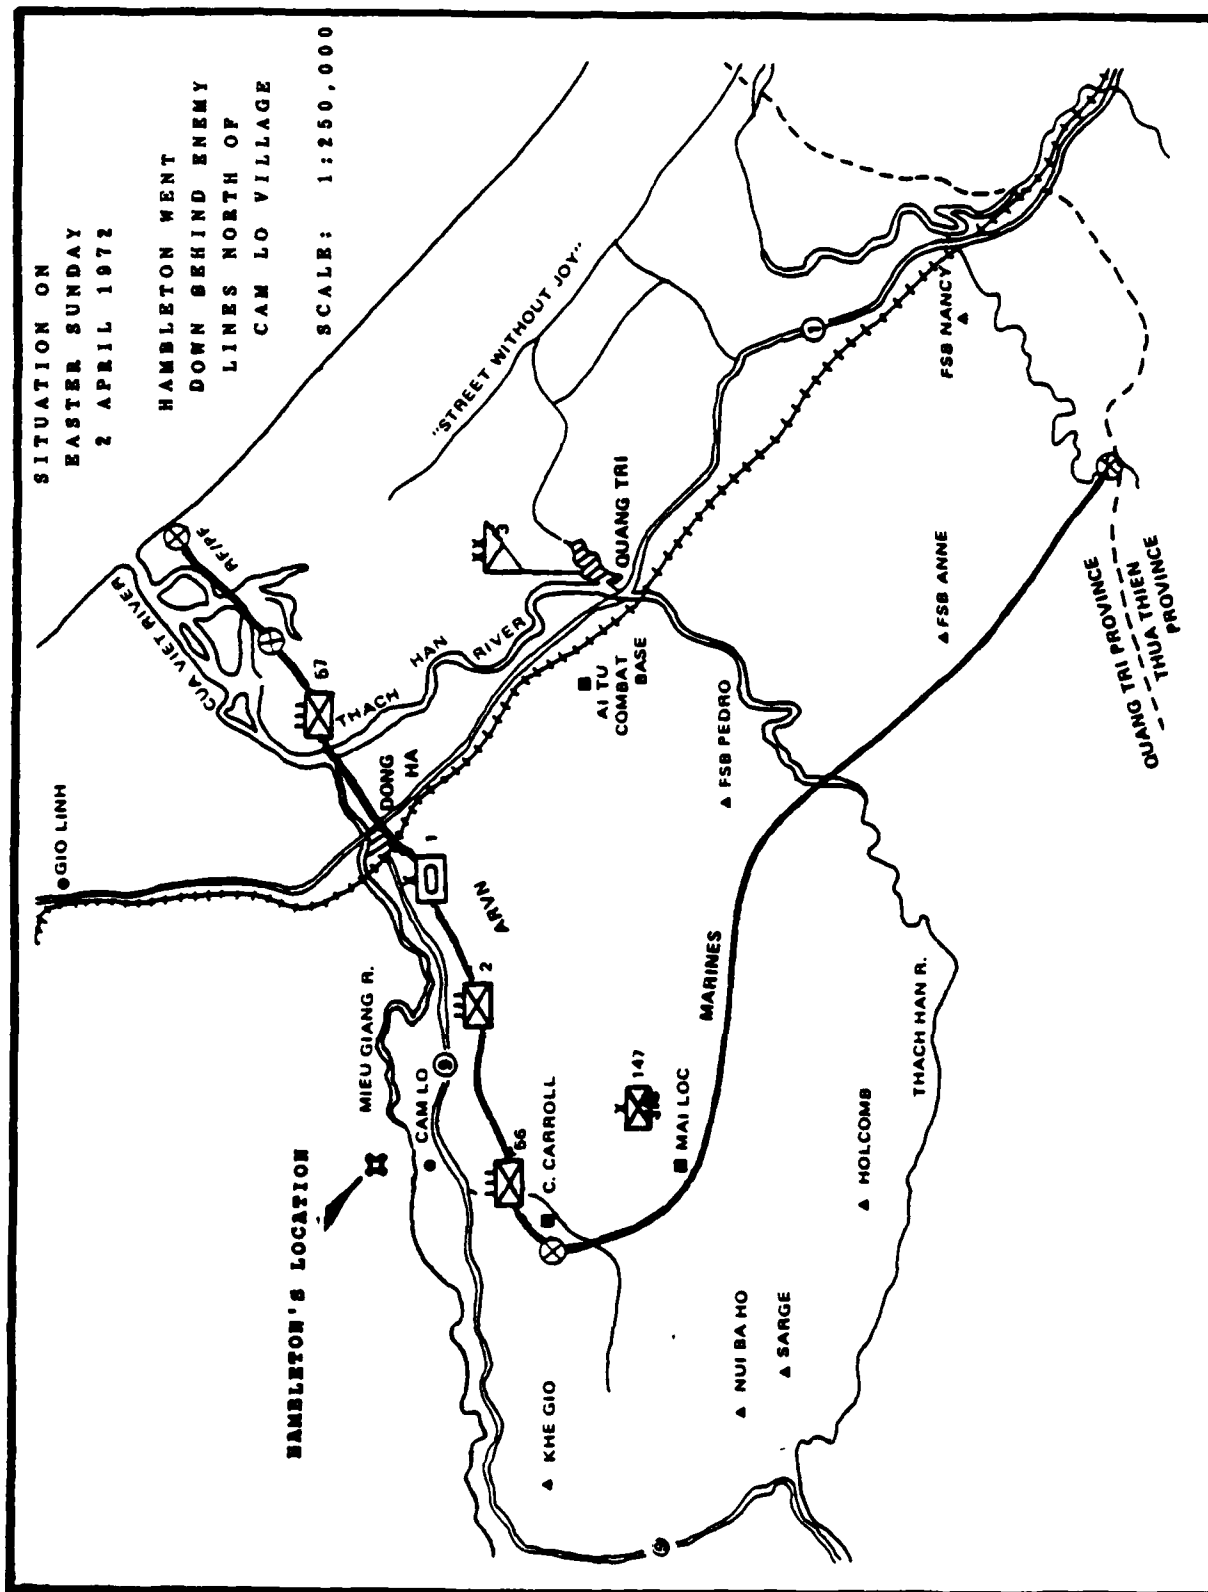 SITUATION ON
EASTER SUNDAY
2 APRIL 1972
HAMBLETON WENT
DOWN BEHIND ENEMY
LINES NORTH OF
CAM LO VILLAGE
SCALE: 1:250,000
GIO LINH
CUA VIET RIVER
RF/PF
57
THACH HAN RIVER
DONG HA
"STREET WITHOUT JOY"
3
QUANG TRI
AI TU
COMBAT
BASE
1
ARVN
2
HAMBLETON'S LOCATION
MIEU GIANG R.
CAM LO
9
56
C. CARROLL
147
MAI LOC
MARINES
FSB PEDRO
1
FSB NANCY
FSB ANNE
QUANG TRI PROVINCE
THUA THIEN
PROVINCE
THACH HAN R.
HOLCOMB
KHE GIO
NUI BA HO
SARGE
9